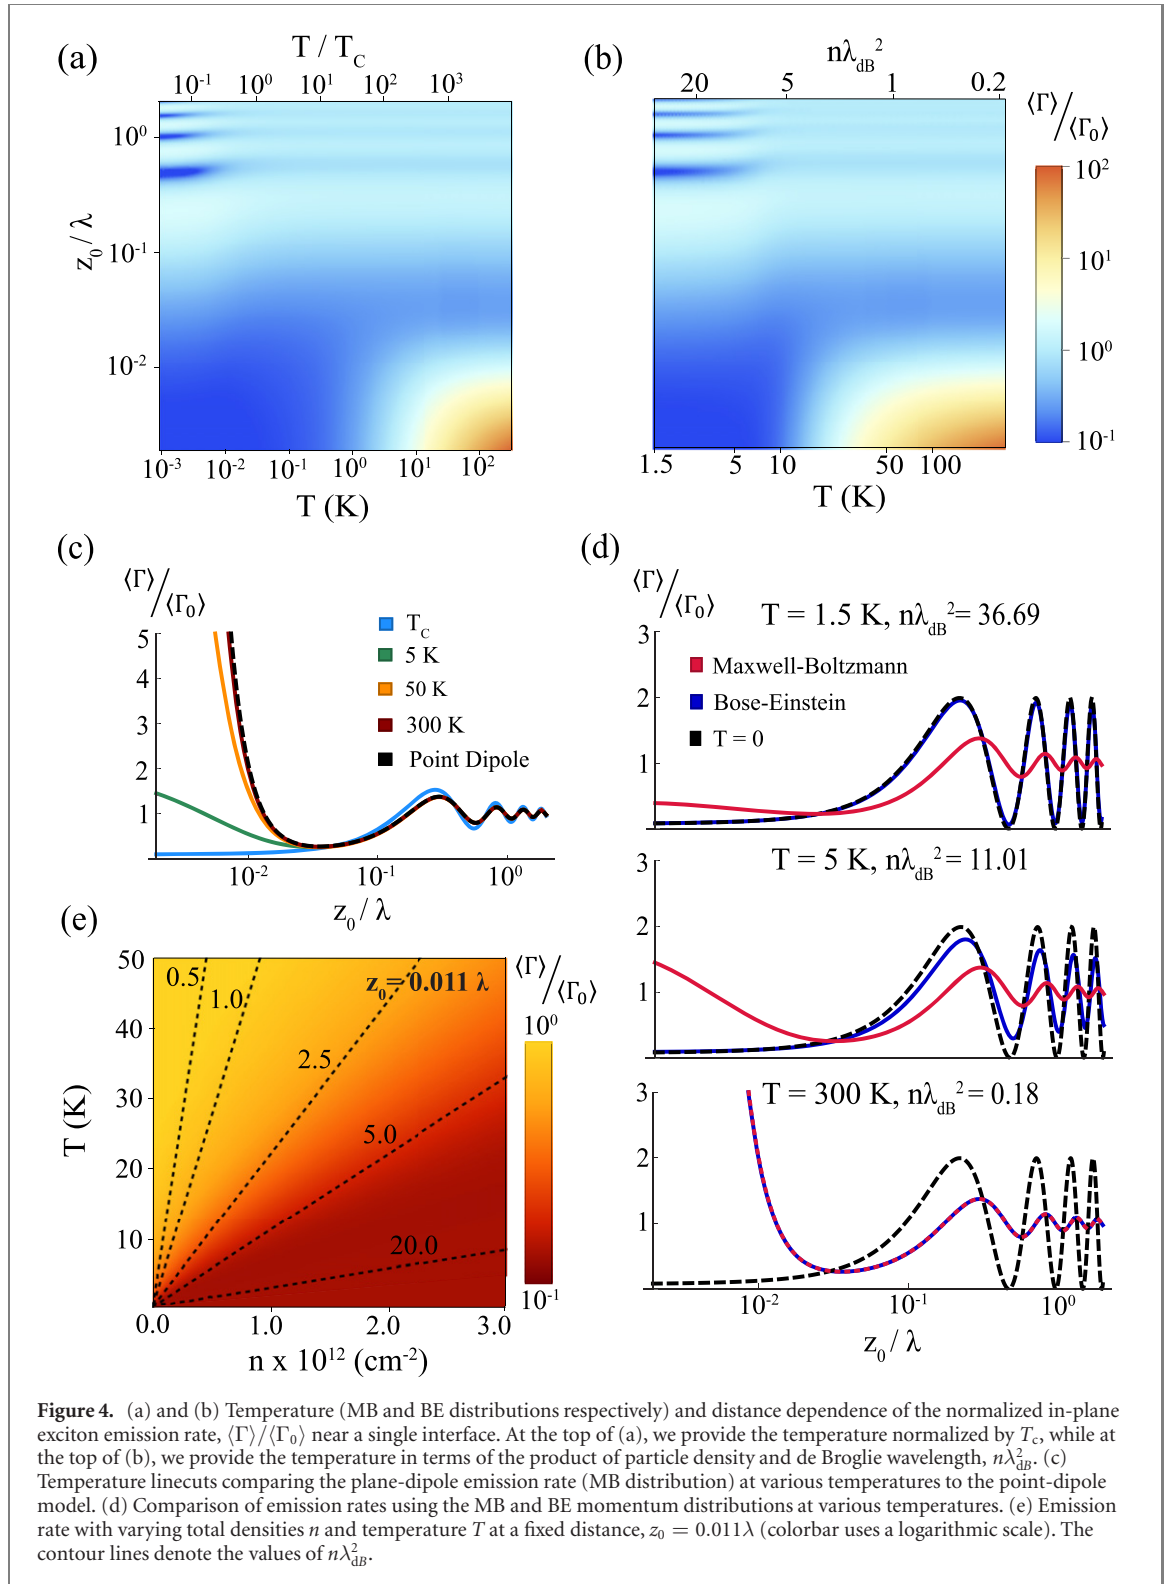 (a)
T / T_C
10^-1 10^0 10^1 10^2 10^3
z_0 / λ
10^0
10^-1
10^-2
10^-3 10^-2 10^-1 10^0 10^1 10^2
T (K)
(b)
nλ_dB^2
20 5 1 0.2
⟨Γ⟩/⟨Γ_0⟩
10^2
10^1
10^0
10^-1
1.5 5 10 50 100
T (K)
(c)
⟨Γ⟩/⟨Γ_0⟩
5
4
3
2
1
T_C
5 K
50 K
300 K
Point Dipole
10^-2 10^-1 10^0
z_0 / λ
(d)
⟨Γ⟩/⟨Γ_0⟩
T = 1.5 K, nλ_dB^2 = 36.69
3
2
1
Maxwell-Boltzmann
Bose-Einstein
T = 0
T = 5 K, nλ_dB^2 = 11.01
3
2
1
T = 300 K, nλ_dB^2 = 0.18
3
2
1
10^-2 10^-1 10^0
z_0 / λ
(e)
z_0 = 0.011 λ
⟨Γ⟩/⟨Γ_0⟩
10^0
10^-1
T (K)
50
40
30
20
10
0.5
1.0
2.5
5.0
20.0
0.0 1.0 2.0 3.0
n x 10^12 (cm^-2)
Figure 4. (a) and (b) Temperature (MB and BE distributions respectively) and distance dependence of the normalized in-plane
exciton emission rate, ⟨Γ⟩/⟨Γ_0⟩ near a single interface. At the top of (a), we provide the temperature normalized by T_c, while at
the top of (b), we provide the temperature in terms of the product of particle density and de Broglie wavelength, nλ_dB^2. (c)
Temperature linecuts comparing the plane-dipole emission rate (MB distribution) at various temperatures to the point-dipole
model. (d) Comparison of emission rates using the MB and BE momentum distributions at various temperatures. (e) Emission
rate with varying total densities n and temperature T at a fixed distance, z_0 = 0.011λ (colorbar uses a logarithmic scale). The
contour lines denote the values of nλ_dB^2.